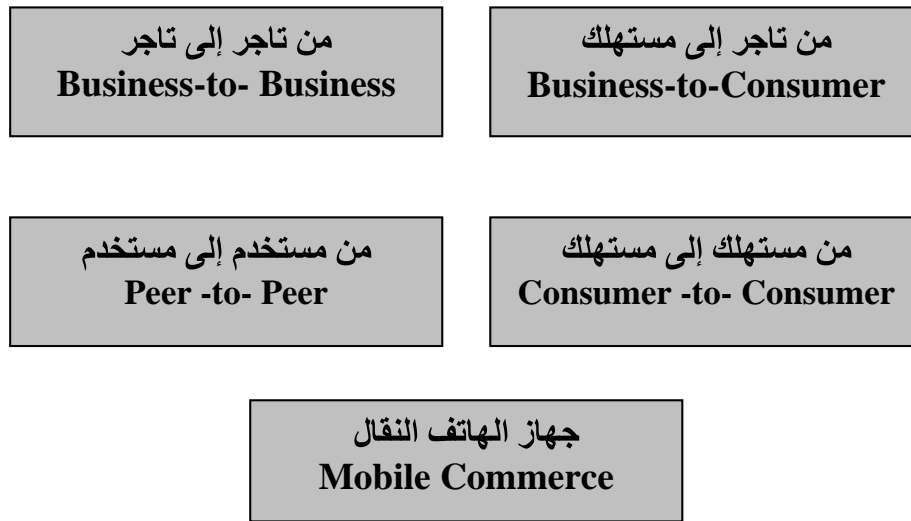 من تاجر إلى مستهلك
Business-to-Consumer
من تاجر إلى تاجر
Business-to- Business
من مستهلك إلى مستهلك
Consumer -to- Consumer
من مستخدم إلى مستخدم
Peer -to- Peer
جهاز الهاتف النقال
Mobile Commerce